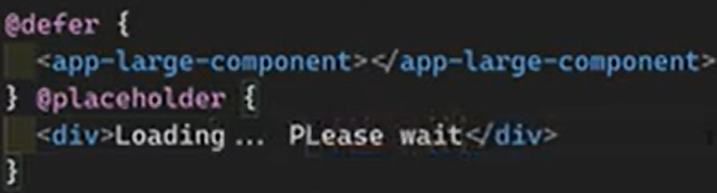 @defer {
<app-large-component></app-large-component>
} @placeholder {
<div>Loading ... PLease wait</div>
}